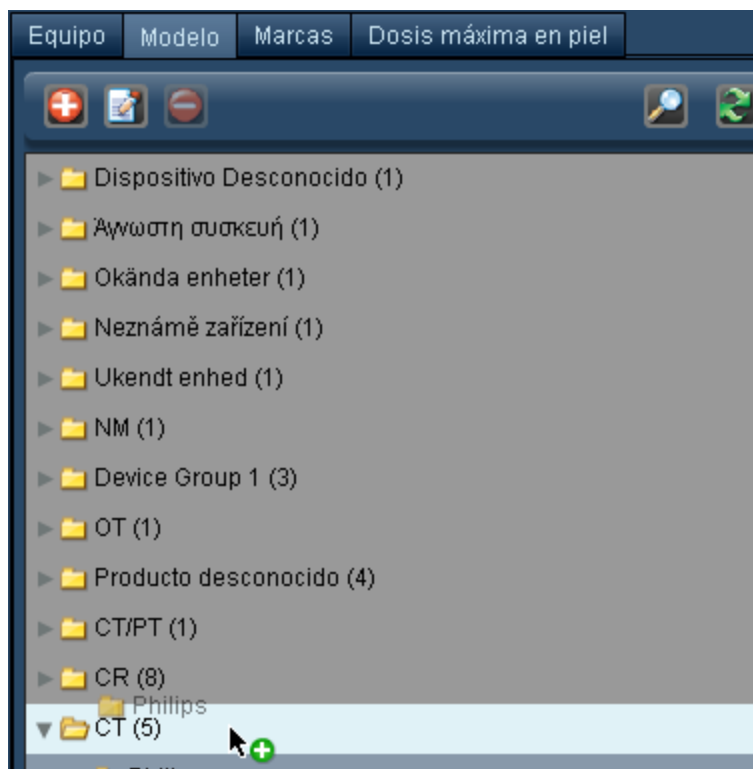 Equipo Modelo Marcas Dosis máxima en piel
Dispositivo Desconocido (1)
Άγνωστη συσκευή (1)
Okända enheter (1)
Neznámě zařízení (1)
Ukendt enhed (1)
NM (1)
Device Group 1 (3)
OT (1)
Producto desconocido (4)
CT/PT (1)
CR (8)
Philips
CT (5)